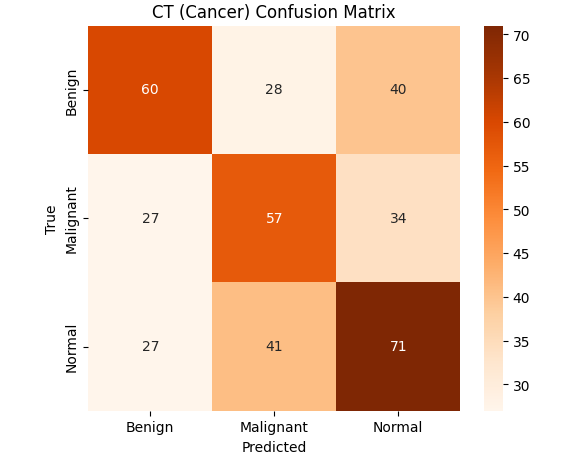 CT (Cancer) Confusion Matrix
Benign 60 28 40
Malignant 27 57 34
Normal 27 41 71
True
Benign Malignant Normal
Predicted
70
65
60
55
50
45
40
35
30